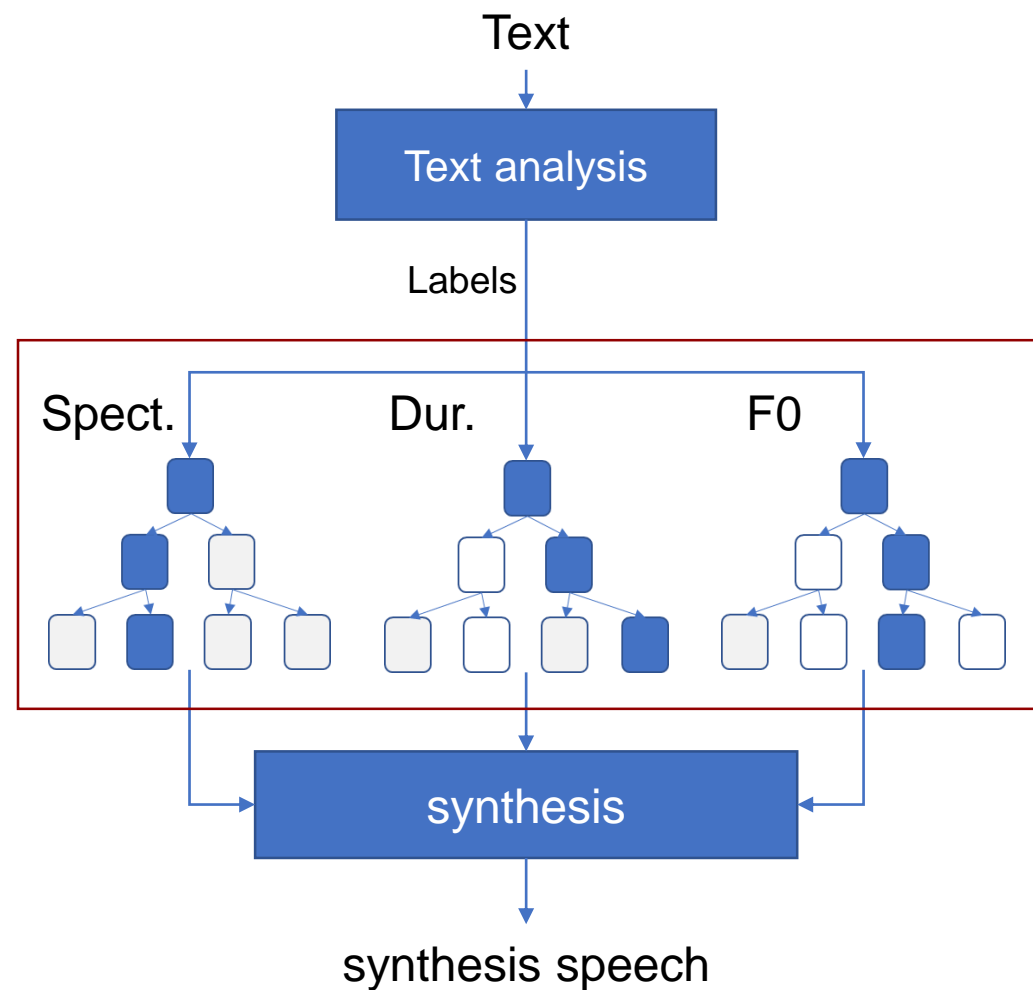 Text
Text analysis
Labels
Spect.
Dur.
F0
synthesis
synthesis speech